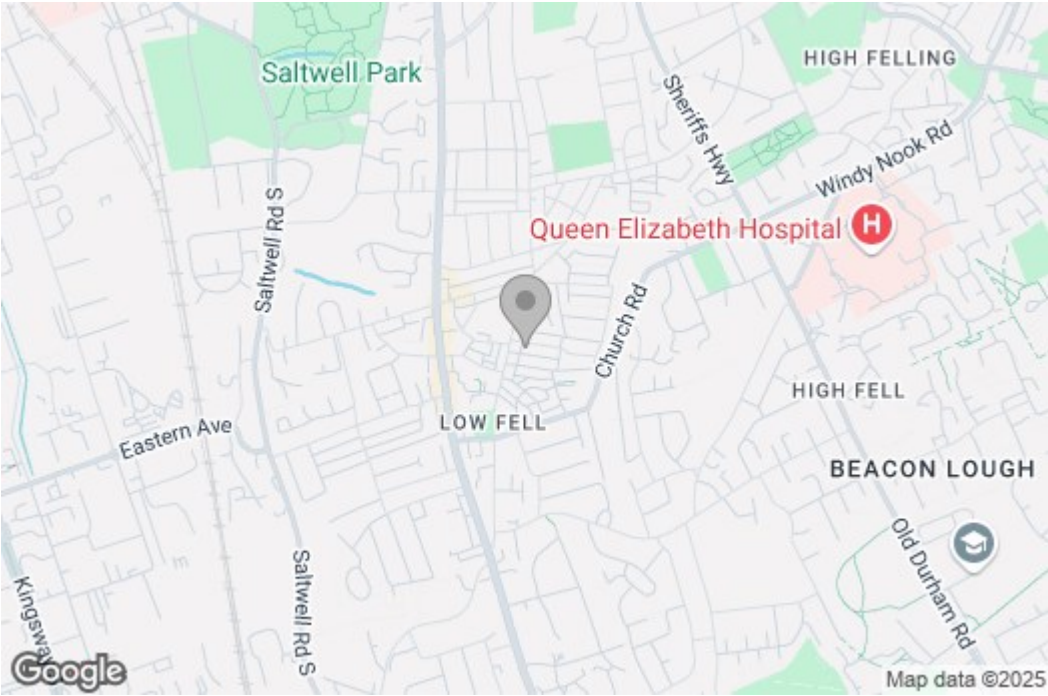 HIGH FELLING
Saltwell Park
Sheriffs Hwy
Windy Nook Rd
Queen Elizabeth Hospital
H
Saltwell Rd S
Church Rd
HIGH FELL
LOW FELL
Eastern Ave
BEACON LOUGH
Old Durham Rd
Saltwell Rd S
Kingsway
Google
Map data ©2025